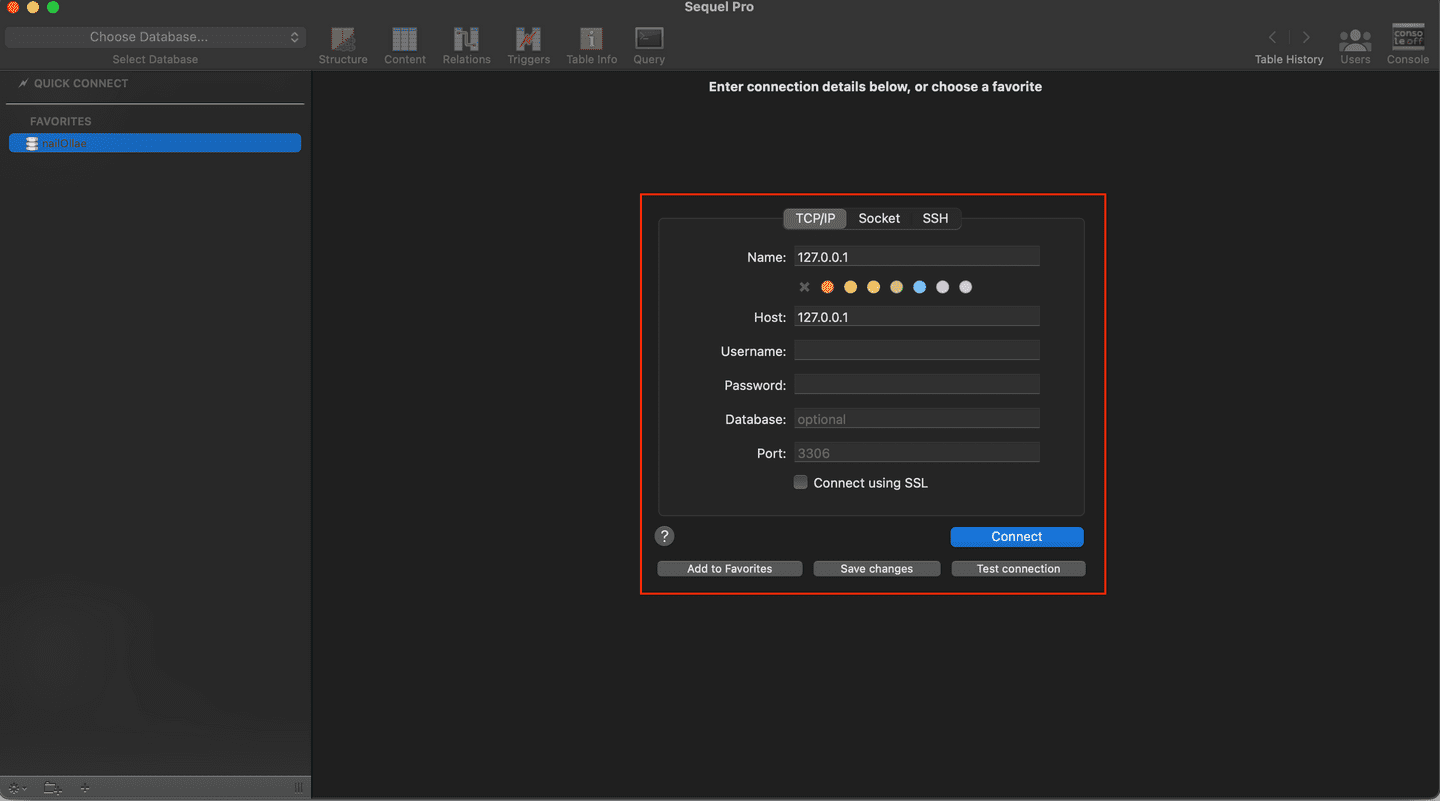 Sequel Pro
Choose Database...
Select Database
Structure
Content
Relations
Triggers
Table Info
Query
Table History
Users
conso
le off
Console
QUICK CONNECT
FAVORITES
Enter connection details below, or choose a favorite
TCP/IP Socket SSH
Name: 127.0.0.1
Host: 127.0.0.1
Username:
Password:
Database: optional
Port: 3306
Connect using SSL
?
Connect
Add to Favorites
Save changes
Test connection